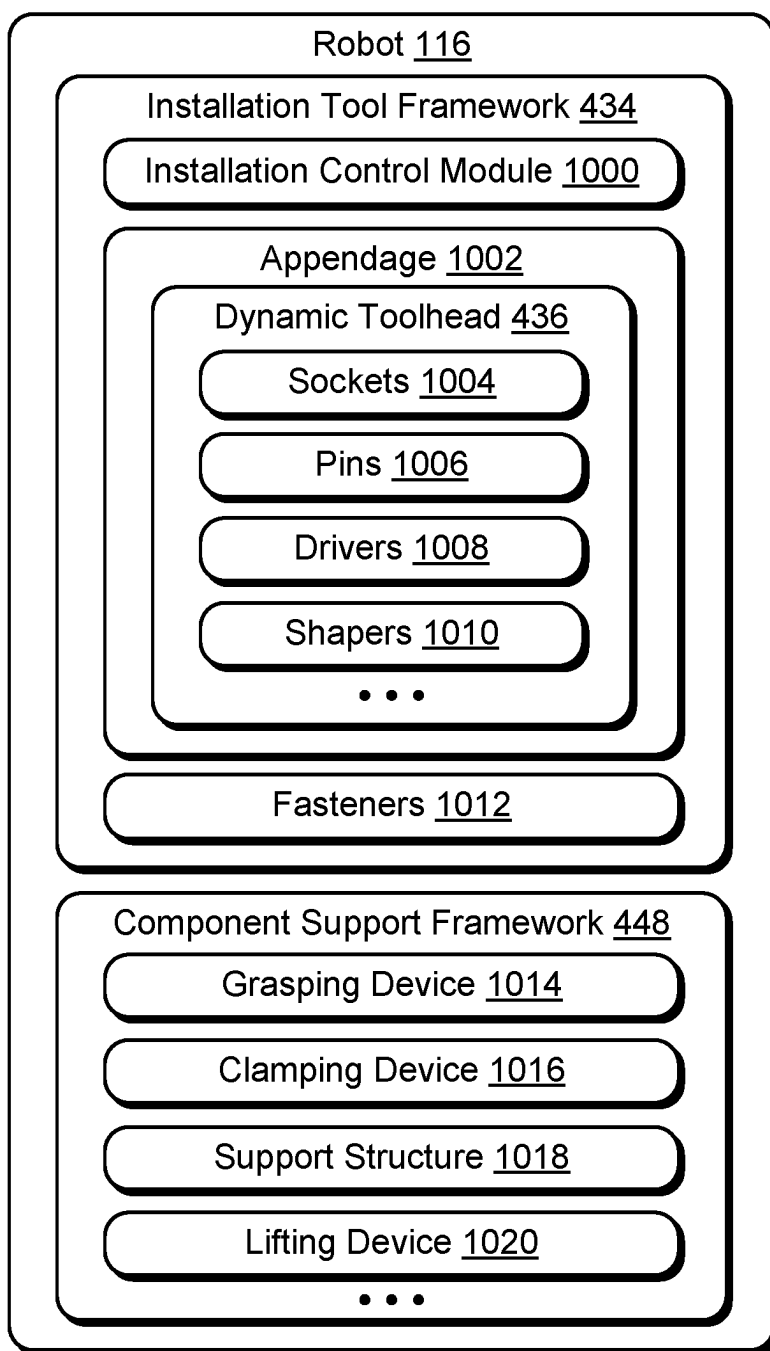 Robot 116
Installation Tool Framework 434
Installation Control Module 1000
Appendage 1002
Dynamic Toolhead 436
Sockets 1004
Pins 1006
Drivers 1008
Shapers 1010
• • •
Fasteners 1012
Component Support Framework 448
Grasping Device 1014
Clamping Device 1016
Support Structure 1018
Lifting Device 1020
• • •